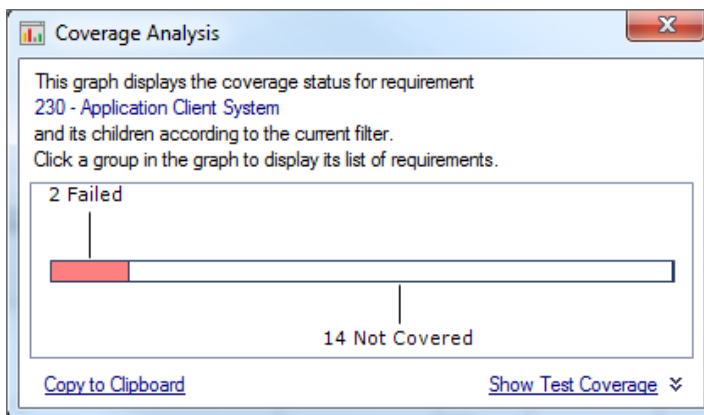 Coverage Analysis
This graph displays the coverage status for requirement
230 - Application Client System
and its children according to the current filter.
Click a group in the graph to display its list of requirements.
2 Failed
14 Not Covered
Copy to Clipboard
Show Test Coverage